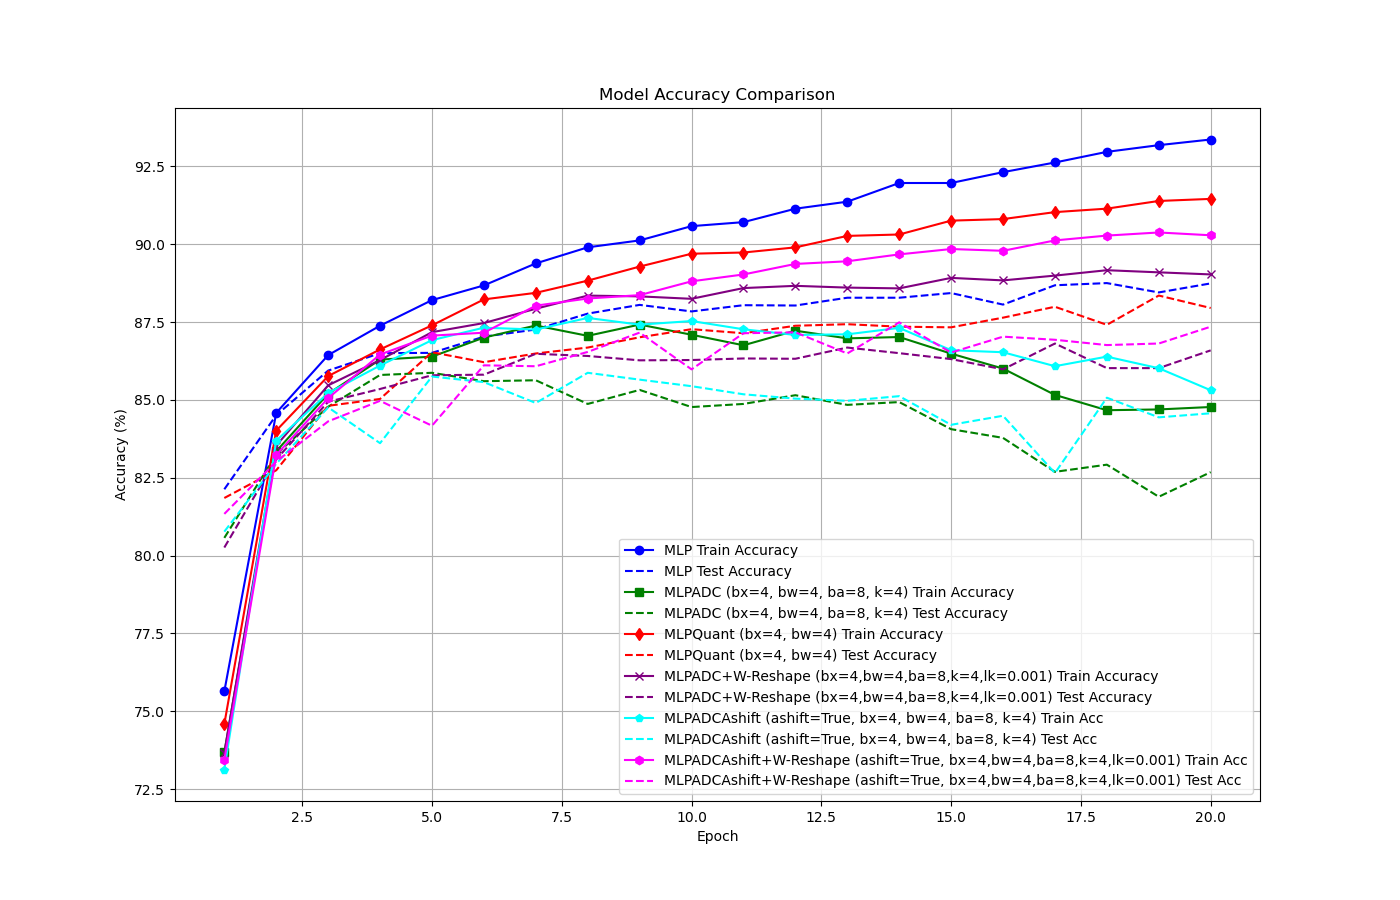 Model Accuracy Comparison
92.5
90.0
87.5
85.0
82.5
80.0
77.5
75.0
72.5
Accuracy (%)
MLP Train Accuracy
MLP Test Accuracy
MLPADC (bx=4, bw=4, ba=8, k=4) Train Accuracy
MLPADC (bx=4, bw=4, ba=8, k=4) Test Accuracy
MLPQuant (bx=4, bw=4) Train Accuracy
MLPQuant (bx=4, bw=4) Test Accuracy
MLPADC+W-Reshape (bx=4,bw=4,ba=8,k=4,lk=0.001) Train Accuracy
MLPADC+W-Reshape (bx=4,bw=4,ba=8,k=4,lk=0.001) Test Accuracy
MLPADCAshift (ashift=True, bx=4, bw=4, ba=8, k=4) Train Acc
MLPADCAshift (ashift=True, bx=4, bw=4, ba=8, k=4) Test Acc
MLPADCAshift+W-Reshape (ashift=True, bx=4,bw=4,ba=8,k=4,lk=0.001) Train Acc
MLPADCAshift+W-Reshape (ashift=True, bx=4,bw=4,ba=8,k=4,lk=0.001) Test Acc
2.5 5.0 7.5 10.0 12.5 15.0 17.5 20.0
Epoch